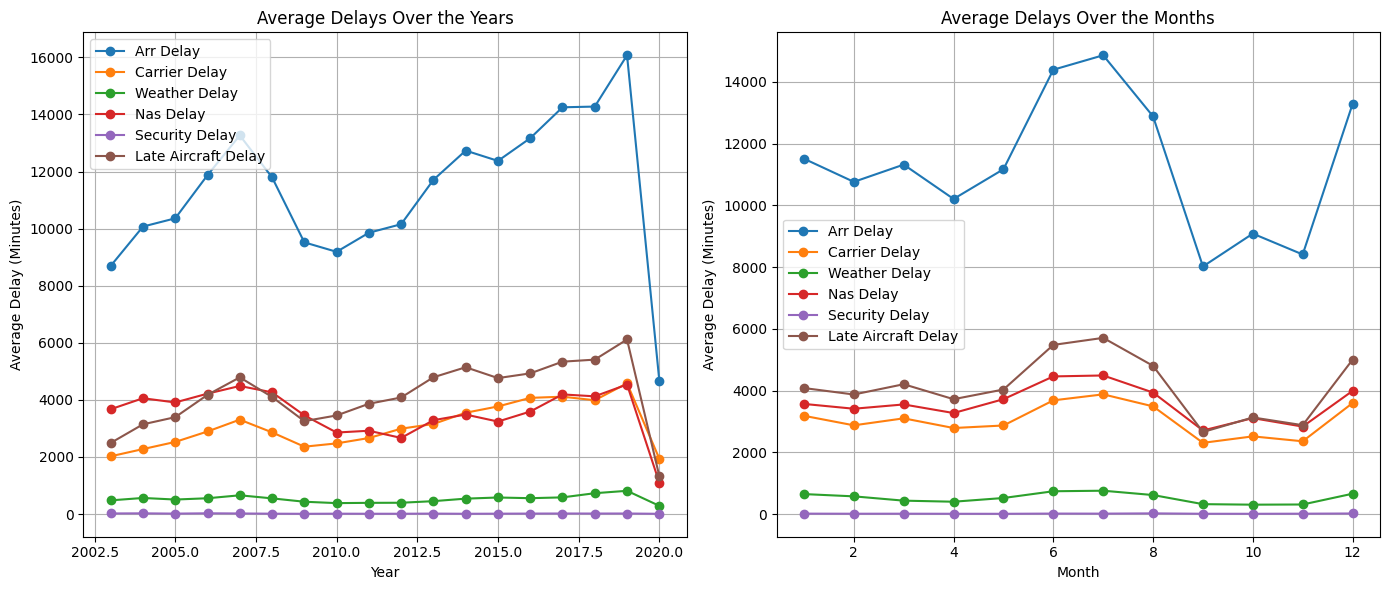 Average Delays Over the Years
Arr Delay
Carrier Delay
Weather Delay
Nas Delay
Security Delay
Late Aircraft Delay
Average Delay (Minutes)
16000
14000
12000
10000
8000
6000
4000
2000
0
2002.5 2005.0 2007.5 2010.0 2012.5 2015.0 2017.5 2020.0
Year
Average Delays Over the Months
Arr Delay
Carrier Delay
Weather Delay
Nas Delay
Security Delay
Late Aircraft Delay
Average Delay (Minutes)
14000
12000
10000
8000
6000
4000
2000
0
2 4 6 8 10 12
Month